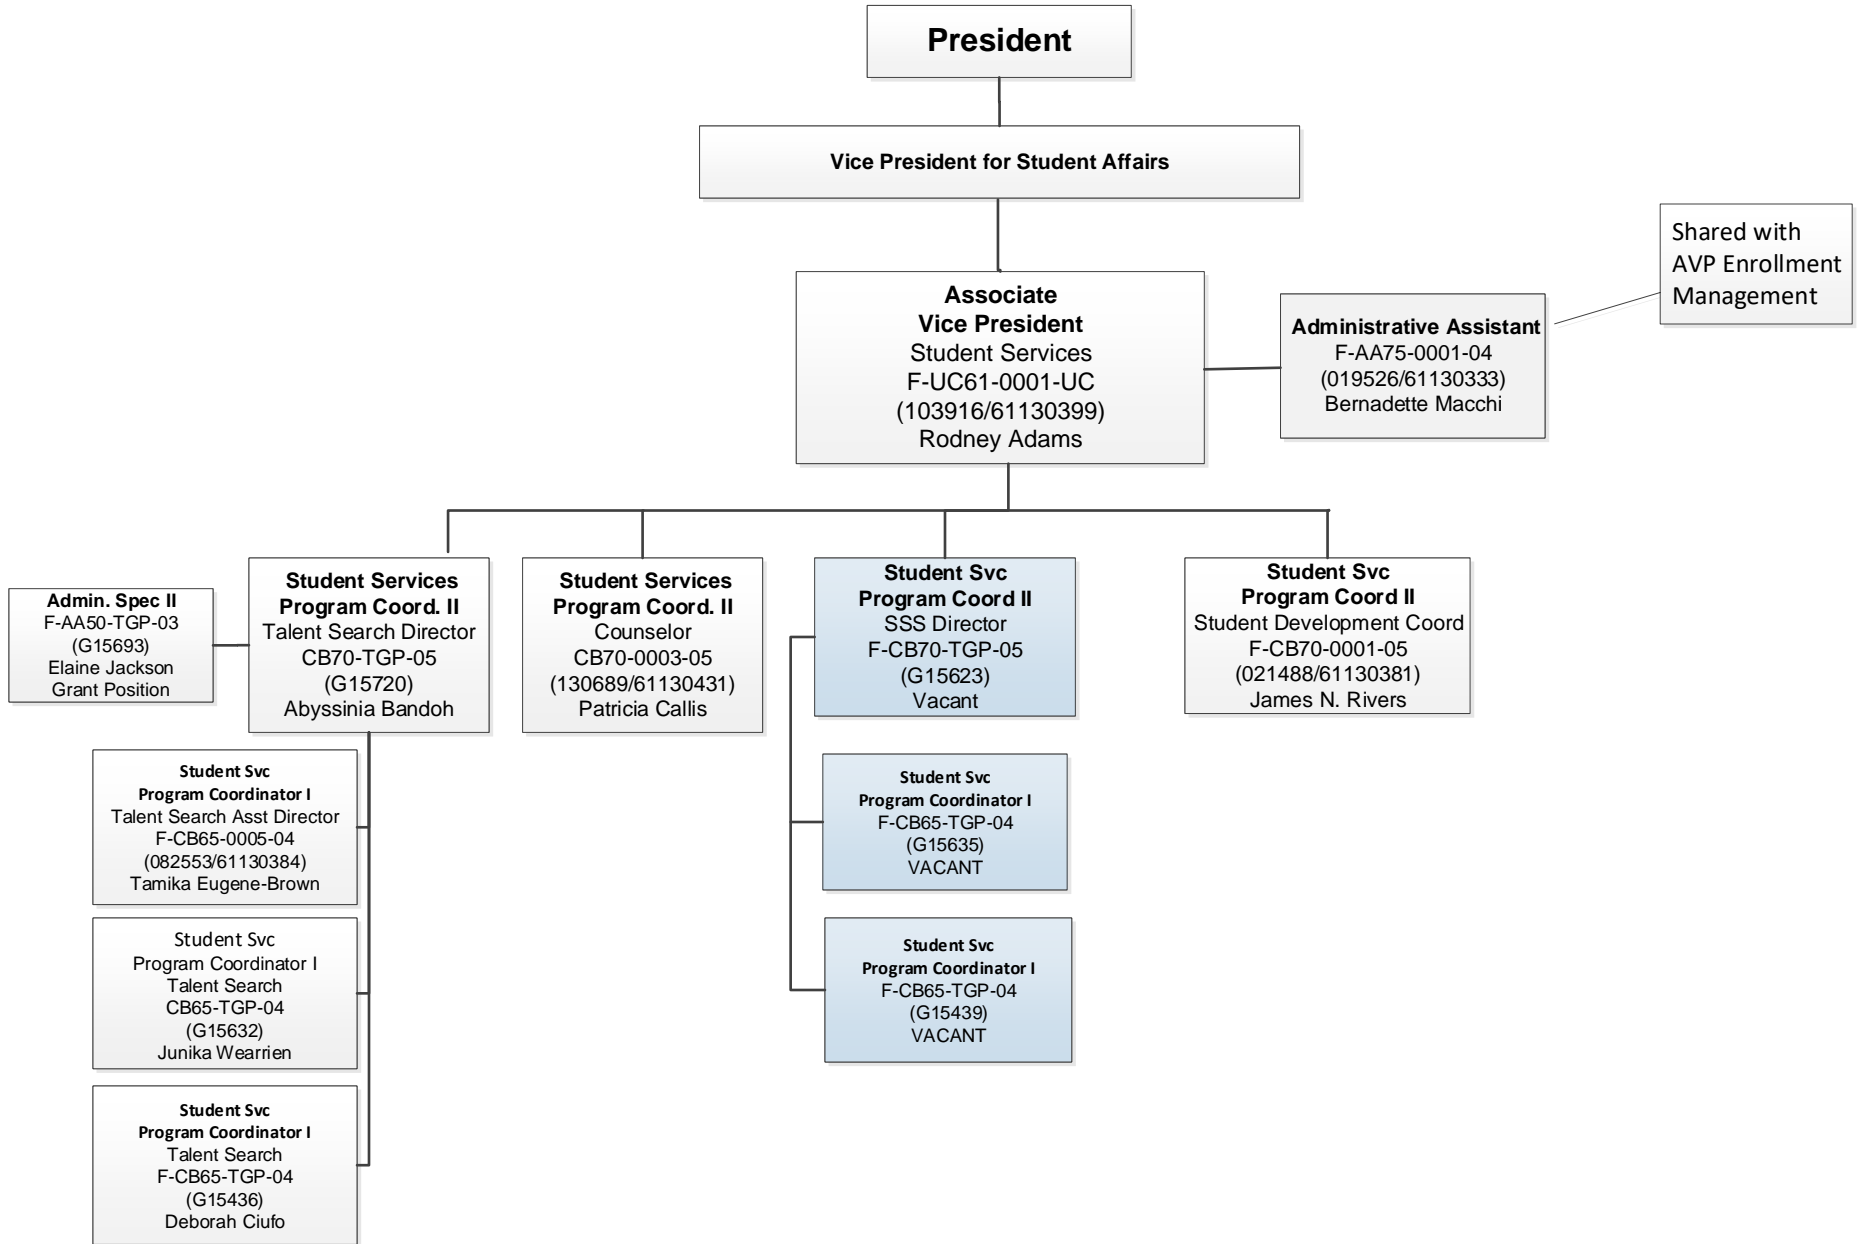 President
Vice President for Student Affairs
Shared with
AVP Enrollment
Management
Associate
Vice President
Student Services
F-UC61-0001-UC
(103916/61130399)
Rodney Adams
Administrative Assistant
F-AA75-0001-04
(019526/61130333)
Bernadette Macchi
Admin. Spec II
F-AA50-TGP-03
(G15693)
Elaine Jackson
Grant Position
Student Services
Program Coord. II
Talent Search Director
CB70-TGP-05
(G15720)
Abyssinia Bandoh
Student Services
Program Coord. II
Counselor
CB70-0003-05
(130689/61130431)
Patricia Callis
Student Svc
Program Coord II
SSS Director
F-CB70-TGP-05
(G15623)
Vacant
Student Svc
Program Coord II
Student Development Coord
F-CB70-0001-05
(021488/61130381)
James N. Rivers
Student Svc
Program Coordinator I
Talent Search Asst Director
F-CB65-0005-04
(082553/61130384)
Tamika Eugene-Brown
Student Svc
Program Coordinator I
F-CB65-TGP-04
(G15635)
VACANT
Student Svc
Program Coordinator I
Talent Search
CB65-TGP-04
(G15632)
Junika Wearrien
Student Svc
Program Coordinator I
F-CB65-TGP-04
(G15439)
VACANT
Student Svc
Program Coordinator I
Talent Search
F-CB65-TGP-04
(G15436)
Deborah Ciufo